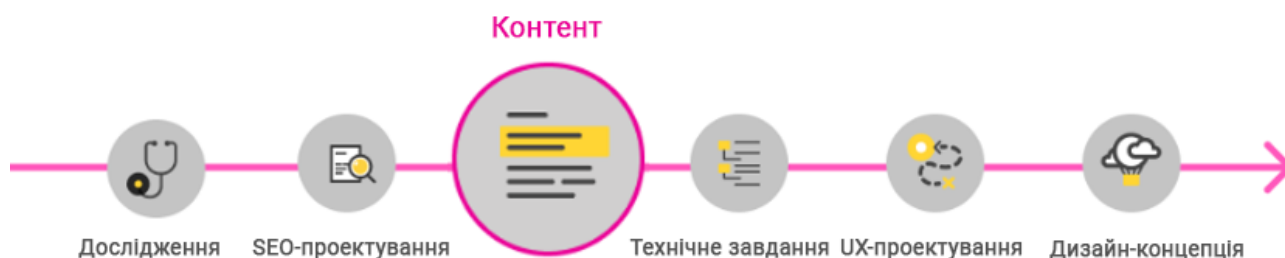 Контент
Дослідження
SEO-проектування
Технічне завдання
UX-проектування
Дизайн-концепція